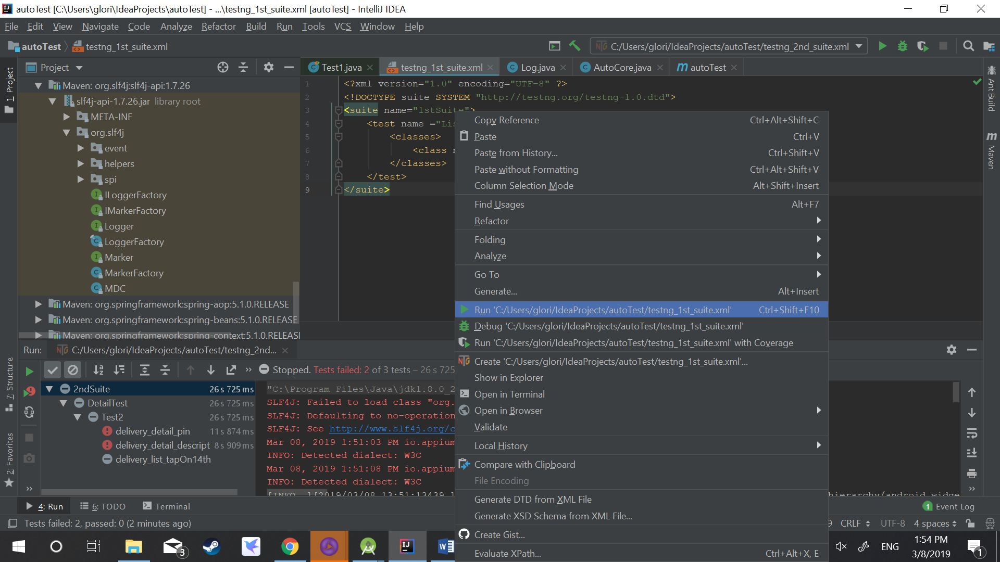 autoTest [C:\Users\glori\IdeaProjects\autoTest] - ...\testng_1st_suite.xml [autoTest] - IntelliJ IDEA
File Edit View Navigate Code Analyze Refactor Build Run Tools VCS Window Help
autoTest testng_1st_suite.xml
C:/Users/glori/IdeaProjects/autoTest/testng_2nd_suite.xml
1: Project
Project
Test1.java testng_1st_suite.xml Log.java AutoCore.java autoTest
Maven: org.slf4j:slf4j-api:1.7.26
slf4j-api-1.7.26.jar library root
META-INF
org.slf4j
event
helpers
spi
ILoggerFactory
IMarkerFactory
Logger
LoggerFactory
Marker
MarkerFactory
MDC
Maven: org.springframework:spring-aop:5.1.0.RELEASE
Maven: org.springframework:spring-beans:5.1.0.RELEASE
Maven: org.springframework:spring-context:5.1.0.RELEASE
1 <?xml version="1.0" encoding="UTF-8" ?>
2 <!DOCTYPE suite SYSTEM "http://testng.org/testng-1.0.dtd">
3 <suite name="1stSuite">
4 <test name ="Lis
5 <classes>
6 <class
7 </classes>
8 </test>
9 </suite>
Copy Reference Ctrl+Alt+Shift+C
Paste Ctrl+V
Paste from History... Ctrl+Shift+V
Paste without Formatting Ctrl+Alt+Shift+V
Column Selection Mode Alt+Shift+Insert
Find Usages Alt+F7
Refactor
Folding
Analyze
Go To
Generate... Alt+Insert
Run 'C:/Users/glori/IdeaProjects/autoTest/testng_1st_suite.xml' Ctrl+Shift+F10
Debug 'C:/Users/glori/IdeaProjects/autoTest/testng_1st_suite.xml'
Run 'C:/Users/glori/IdeaProjects/autoTest/testng_1st_suite.xml' with Coverage
Create 'C:/Users/glori/IdeaProjects/autoTest/testng_1st_suite.xml'...
Show in Explorer
Open in Terminal
Open in Browser
Validate
Local History
Compare with Clipboard
File Encoding
Generate DTD from XML File
Generate XSD Schema from XML File...
Create Gist...
Evaluate XPath... Ctrl+Alt+X, E
Ant Build
Maven
7: Structure
2: Favorites
Run: C:/Users/glori/IdeaProjects/autoTest/testng_2nd...
Stopped. Tests failed: 2 of 3 tests – 26 s 725
2ndSuite 26 s 725 ms
DetailTest 26 s 725 ms
Test2 26 s 725 ms
delivery_detail_pin 11 s 874 ms
delivery_detail_descript 8 s 909 ms
delivery_list_tapOn14th
"C:\Program Files\Java\jdk1.8.0_2
SLF4J: Failed to load class "org.
SLF4J: Defaulting to no-operation
SLF4J: See http://www.slf4j.org/c
Mar 08, 2019 1:51:03 PM io.appium
INFO: Detected dialect: W3C
Mar 08, 2019 1:51:08 PM io.appium
INFO: Detected dialect: W3C
[INFO ][2019/03/08 13:51:13439
hierarchy/android.widge
4: Run 6: TODO Terminal
1 Event Log
Tests failed: 2, passed: 0 (2 minutes ago)
9 CRLF UTF-8 4 spaces
3
ENG
1:54 PM
3/8/2019
1